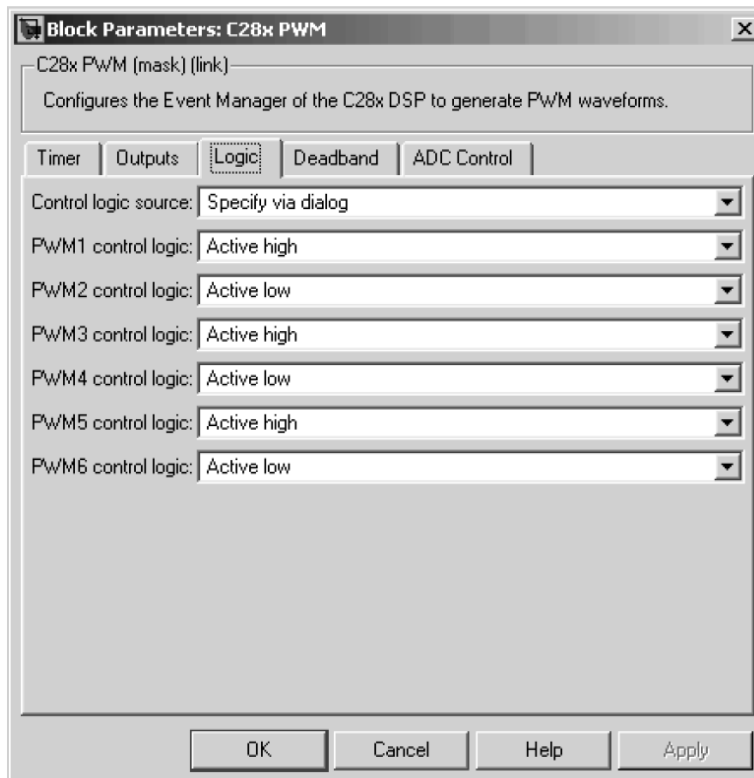 Block Parameters: C28x PWM
C28x PWM (mask) (link)
Configures the Event Manager of the C28x DSP to generate PWM waveforms.
Timer Outputs Logic Deadband ADC Control
Control logic source: Specify via dialog
PWM1 control logic: Active high
PWM2 control logic: Active low
PWM3 control logic: Active high
PWM4 control logic: Active low
PWM5 control logic: Active high
PWM6 control logic: Active low
OK Cancel Help Apply